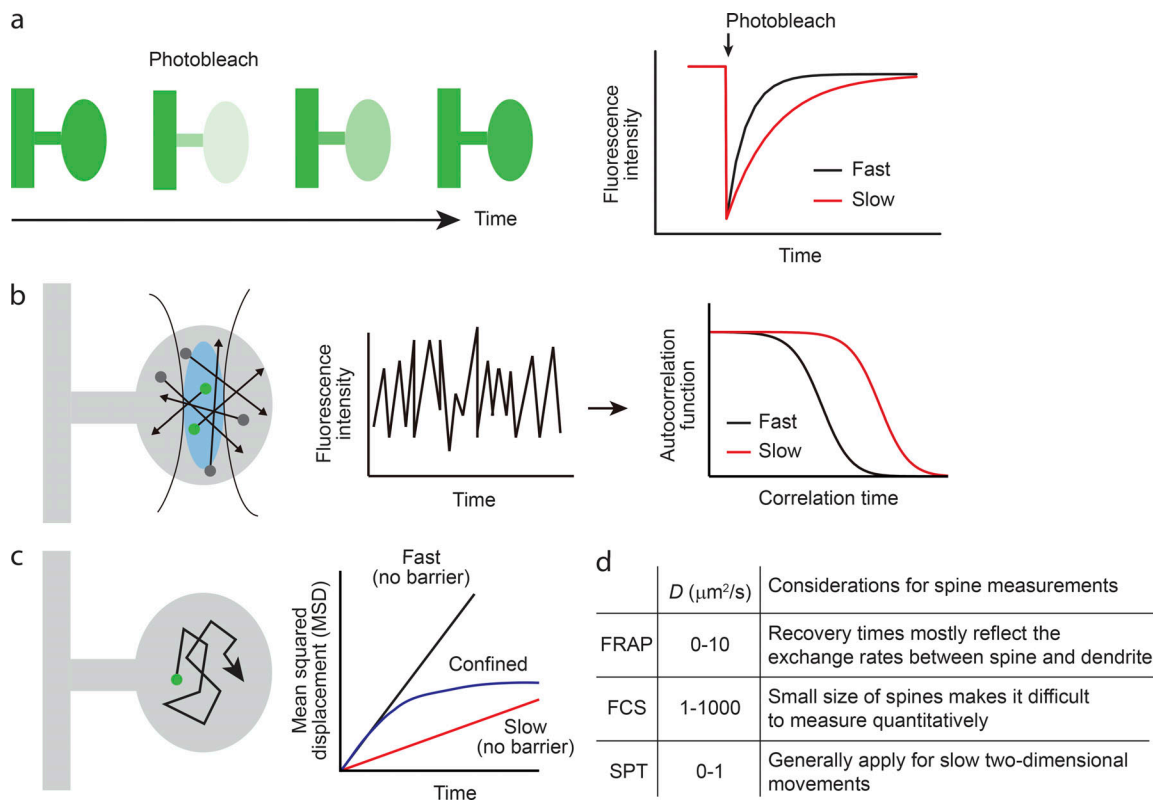 a
Photobleach
Time
Photobleach
Fluorescence
intensity
Fast
Slow
Time
b
Fluorescence
intensity
Time
Autocorrelation
function
Fast
Slow
Correlation time
c
Mean squared
displacement (MSD)
Fast
(no barrier)
Confined
Slow
(no barrier)
Time
d
D (μm²/s) Considerations for spine measurements
FRAP 0-10 Recovery times mostly reflect the
exchange rates between spine and dendrite
FCS 1-1000 Small size of spines makes it difficult
to measure quantitatively
SPT 0-1 Generally apply for slow two-dimensional
movements